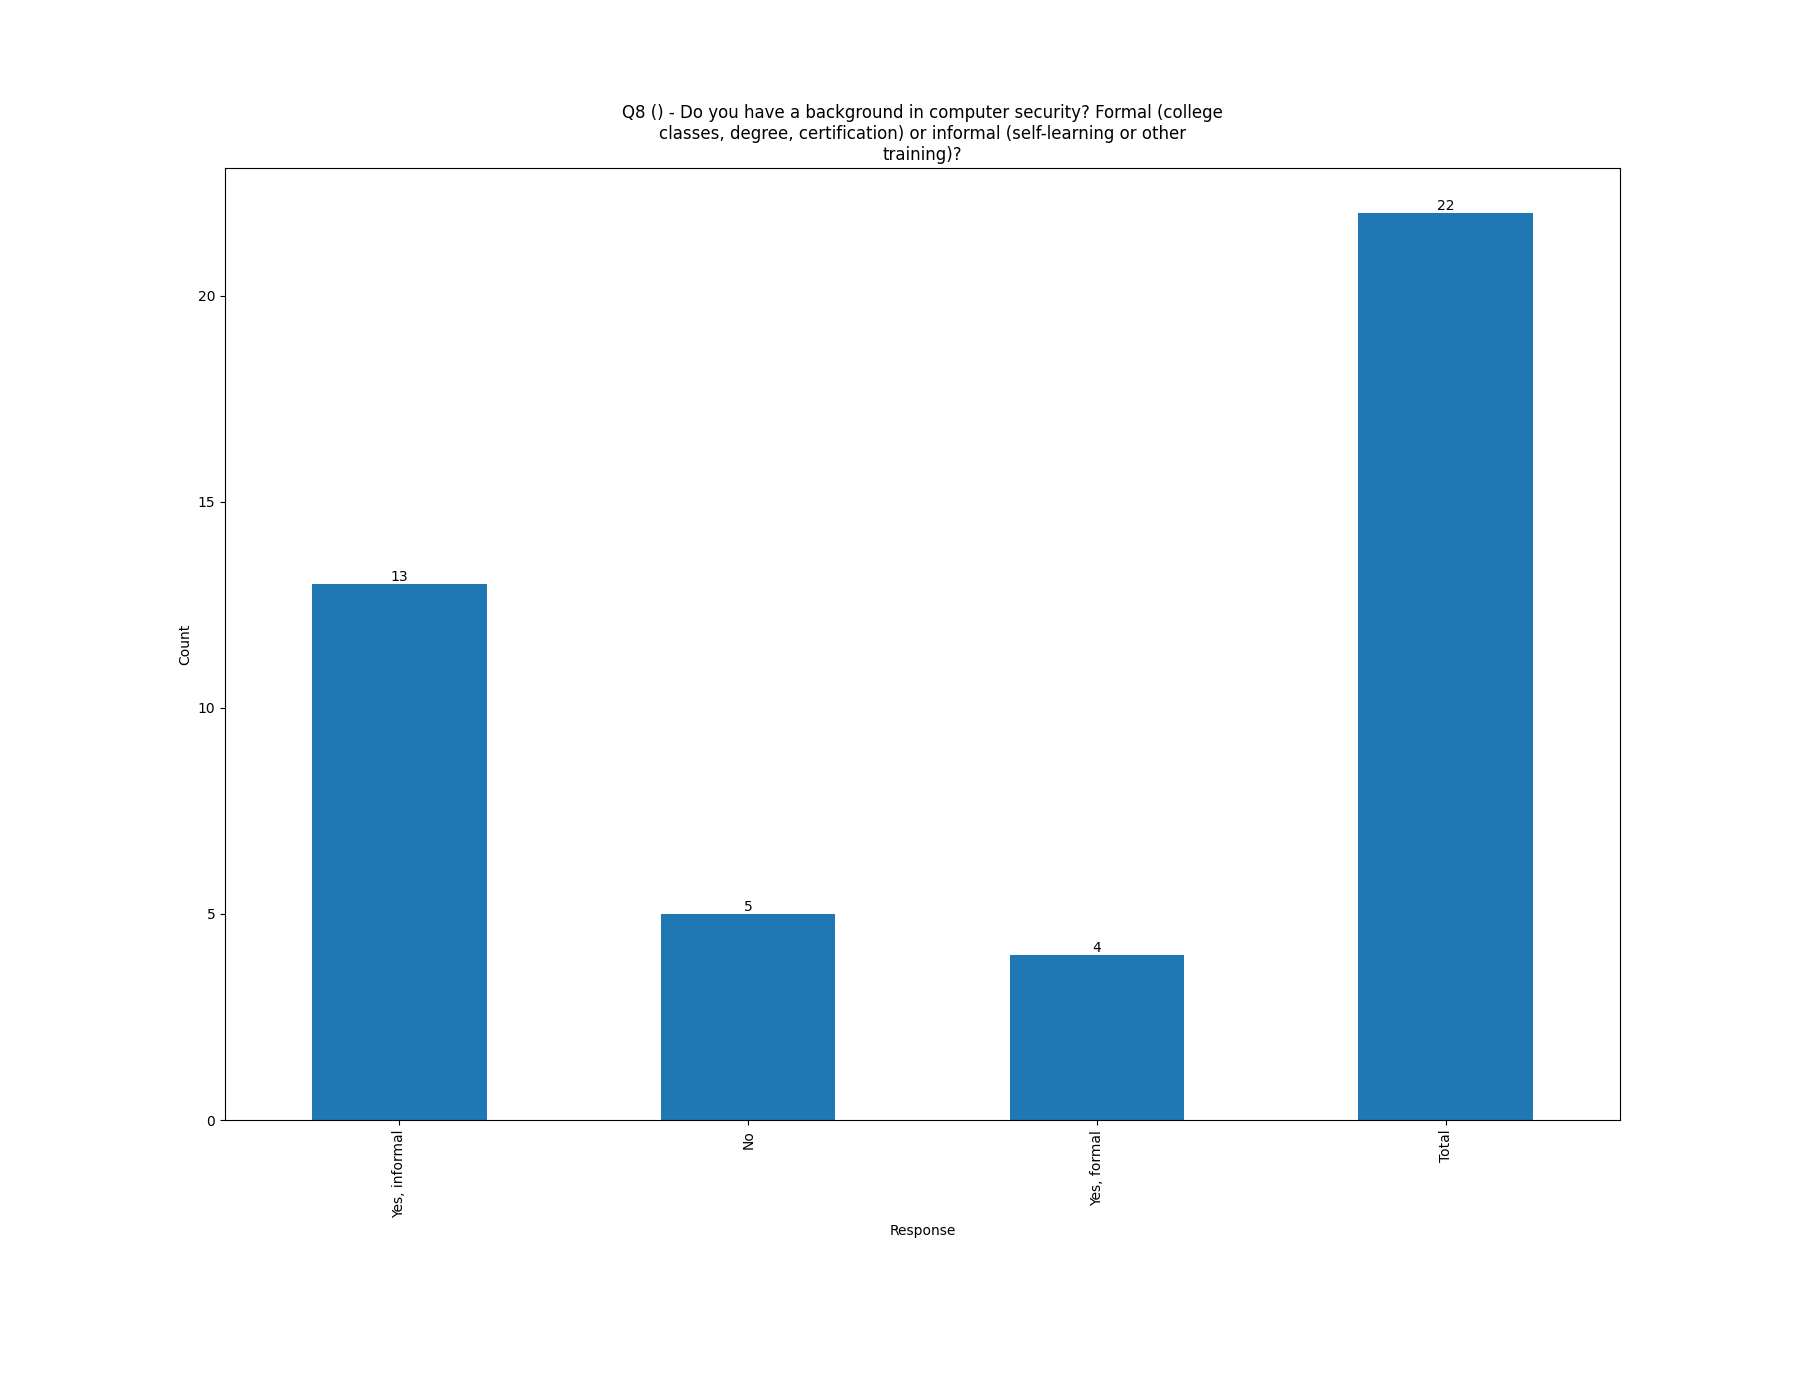 Q8 () - Do you have a background in computer security? Formal (college
classes, degree, certification) or informal (self-learning or other
training)?
22
20
15
13
Count
10
5
5
4
0
Yes, informal
No
Yes, formal
Total
Response